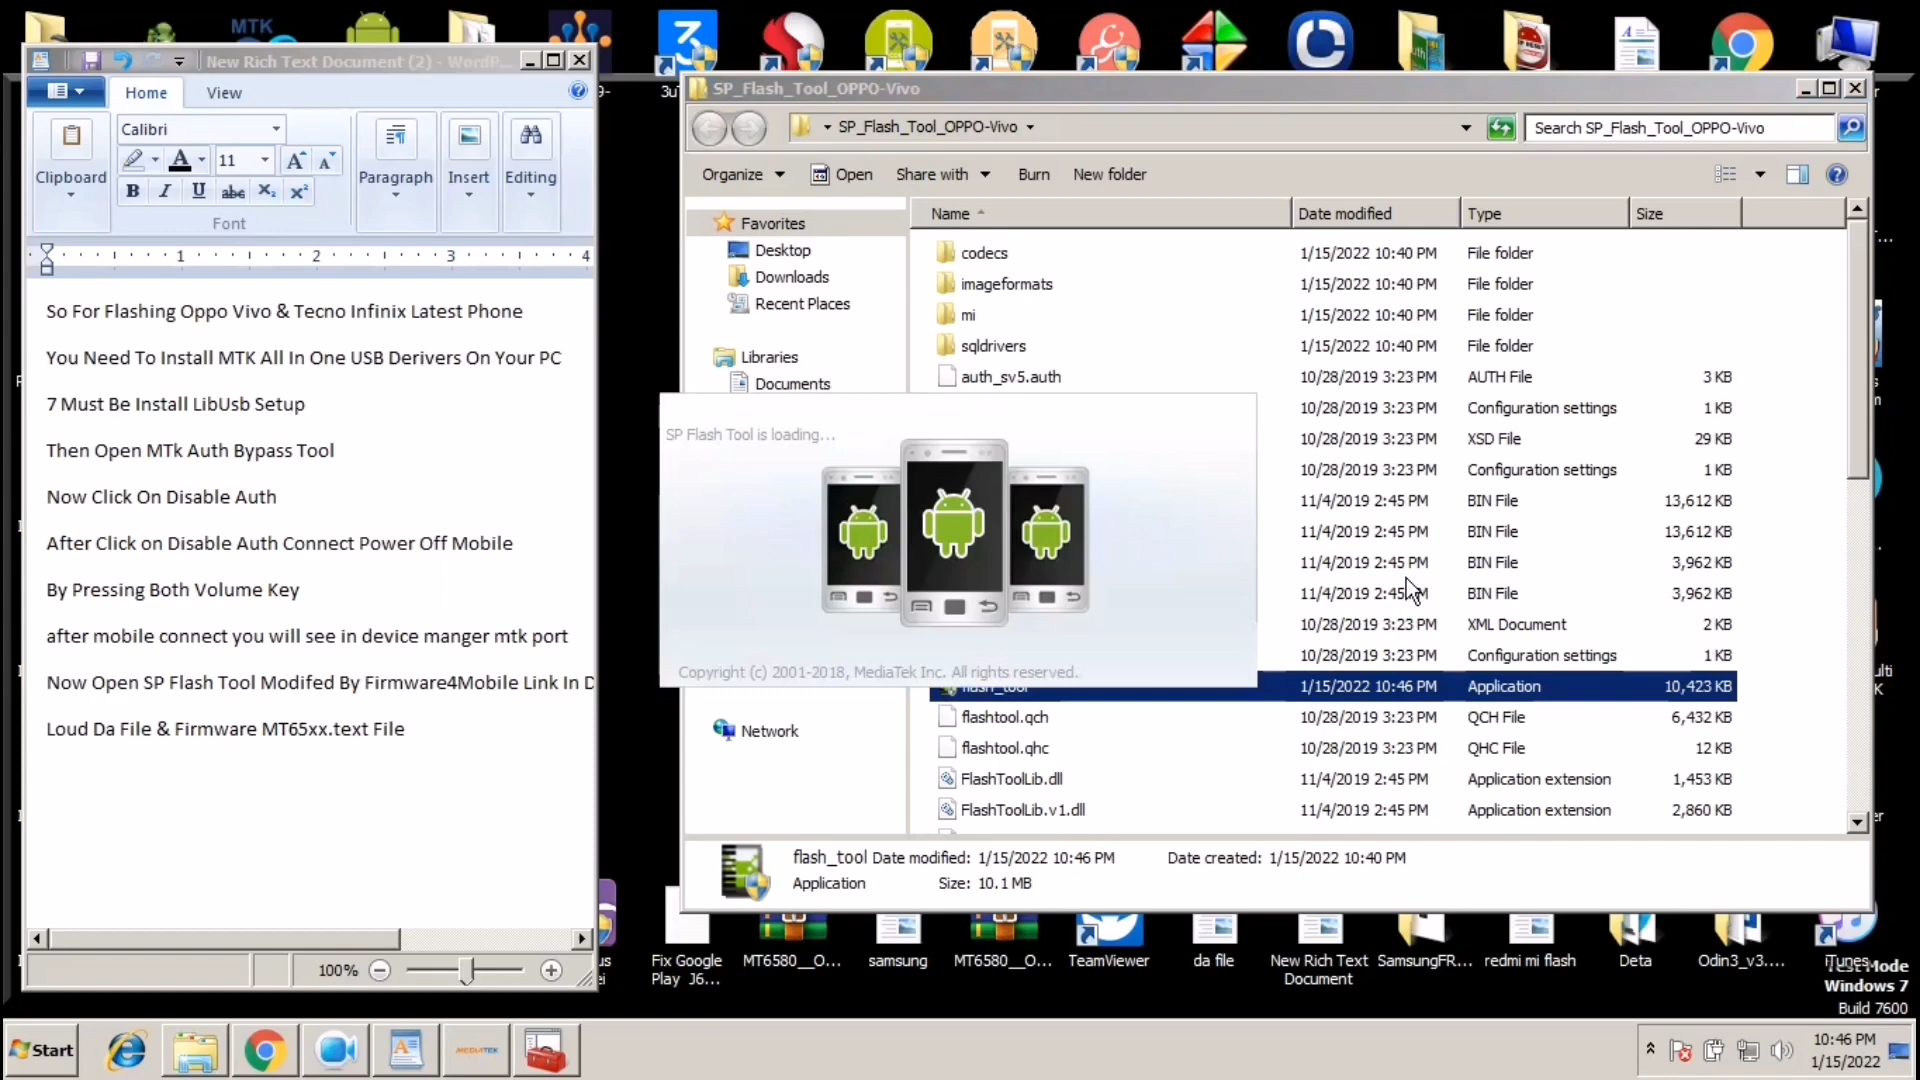 MTK
New Rich Text Document (2) - WordP...
Home
View
Calibri
11
Clipboard
Paragraph
Insert
Editing
Font
1 2 3 4
So For Flashing Oppo Vivo & Tecno Infinix Latest Phone
You Need To Install MTK All In One USB Derivers On Your PC
7 Must Be Install LibUsb Setup
Then Open MTk Auth Bypass Tool
Now Click On Disable Auth
After Click on Disable Auth Connect Power Off Mobile
By Pressing Both Volume Key
after mobile connect you will see in device manger mtk port
Now Open SP Flash Tool Modifed By Firmware4Mobile Link In D
Loud Da File & Firmware MT65xx.text File
100%
SP_Flash_Tool_OPPO-Vivo
SP_Flash_Tool_OPPO-Vivo
Search SP_Flash_Tool_OPPO-Vivo
Organize
Open
Share with
Burn
New folder
Favorites
Desktop
Downloads
Recent Places
Libraries
Documents
Network
Name Date modified Type Size
codecs 1/15/2022 10:40 PM File folder
imageformats 1/15/2022 10:40 PM File folder
mi 1/15/2022 10:40 PM File folder
sqldrivers 1/15/2022 10:40 PM File folder
auth_sv5.auth 10/28/2019 3:23 PM AUTH File 3 KB
10/28/2019 3:23 PM Configuration settings 1 KB
10/28/2019 3:23 PM XSD File 29 KB
10/28/2019 3:23 PM Configuration settings 1 KB
11/4/2019 2:45 PM BIN File 13,612 KB
11/4/2019 2:45 PM BIN File 13,612 KB
11/4/2019 2:45 PM BIN File 3,962 KB
11/4/2019 2:45 PM BIN File 3,962 KB
10/28/2019 3:23 PM XML Document 2 KB
10/28/2019 3:23 PM Configuration settings 1 KB
flash_tool 1/15/2022 10:46 PM Application 10,423 KB
flashtool.qch 10/28/2019 3:23 PM QCH File 6,432 KB
flashtool.qhc 10/28/2019 3:23 PM QHC File 12 KB
FlashToolLib.dll 11/4/2019 2:45 PM Application extension 1,453 KB
FlashToolLib.v1.dll 11/4/2019 2:45 PM Application extension 2,860 KB
SP Flash Tool is loading...
Copyright (c) 2001-2018, MediaTek Inc. All rights reserved.
flash_tool Date modified: 1/15/2022 10:46 PM Date created: 1/15/2022 10:40 PM
Application Size: 10.1 MB
Fix Google Play J6...
MT6580__O...
samsung
MT6580__O...
TeamViewer
da file
New Rich Text Document
SamsungFR...
redmi mi flash
Deta
Odin3_v3....
iTunes
Test Mode
Windows 7
Build 7600
Start
MEDIATEK
10:46 PM
1/15/2022